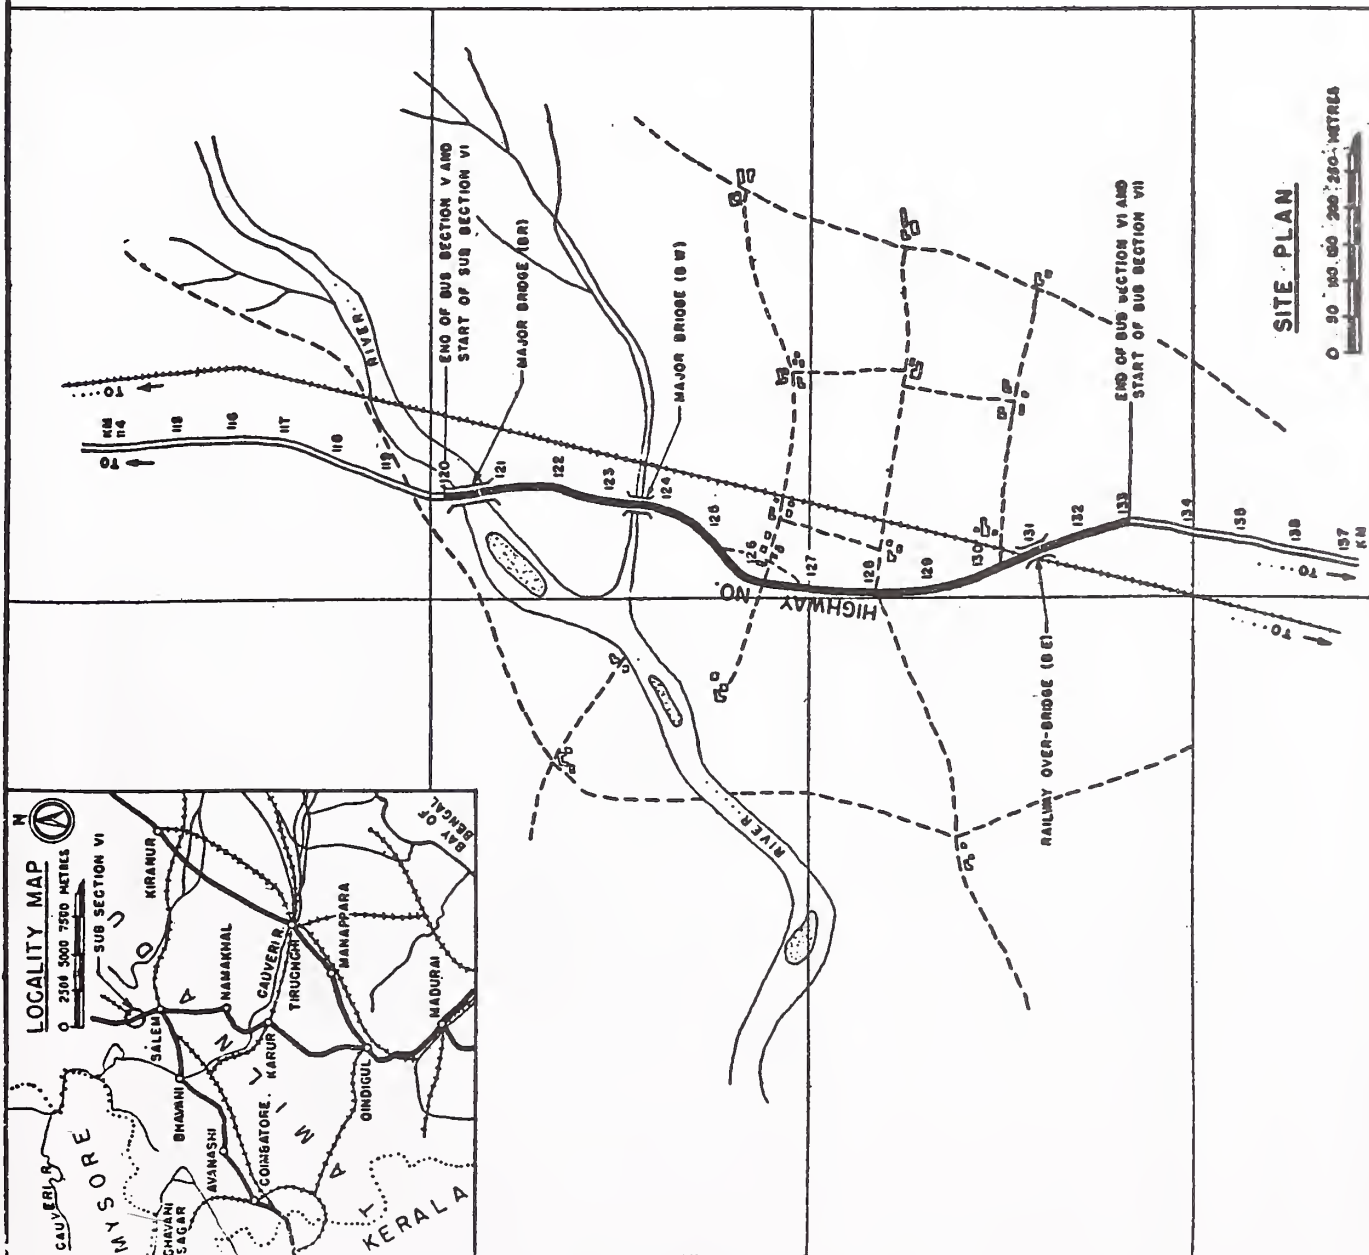 LOCALITY MAP
0 2500 5000 7500 METRES
SUB SECTION VI
N
CAUVERI R.
MYSORE
BHAVANI
SAGAR
KERALA
T A M I L N A D U
SALEM
BHAVANI
AVANASHI
COIMBATORE.
NAMAKKAL
KARUR
CAUVERI R.
TIRUCHCHI
KIRANUR
MANAPPARA
DINDIGUL
MADURAI
BAY OF
BENGAL
TO
KM
114
115
116
117
118
119
120
121
122
123
124
125
126
127
128
129
130
131
132
133
134
135
136
137
KM
TO.....
TO.....
TO.....
RIVER.
RIVER
HIGHWAY NO
END OF SUB SECTION V AND
START OF SUB SECTION VI
MAJOR BRIDGE (BR)
MAJOR BRIDGE (B W)
RAILWAY OVER-BRIDGE (B E)
END OF SUB SECTION VI AND
START OF SUB SECTION VII
SITE PLAN
0 50 100 150 200 250 METRES